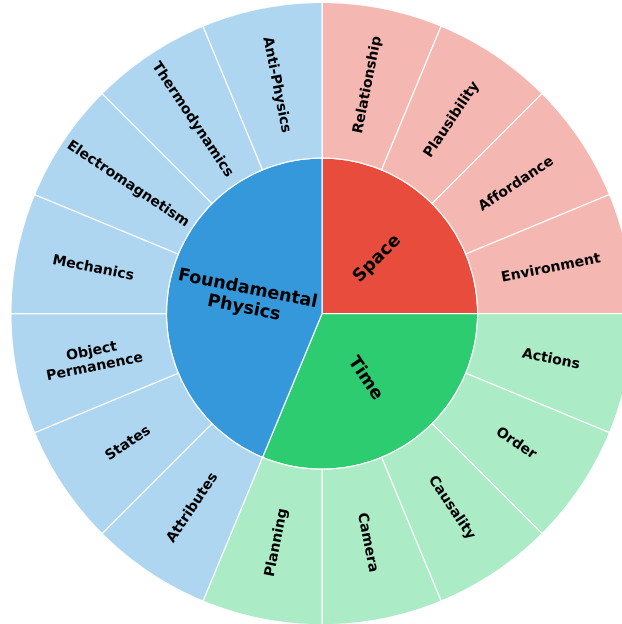 Relationship
Plausibility
Affordance
Environment
Actions
Order
Causality
Camera
Planning
Attributes
States
Object
Permanence
Mechanics
Electromagnetism
Thermodynamics
Anti-Physics
Space
Time
Foundamental
Physics